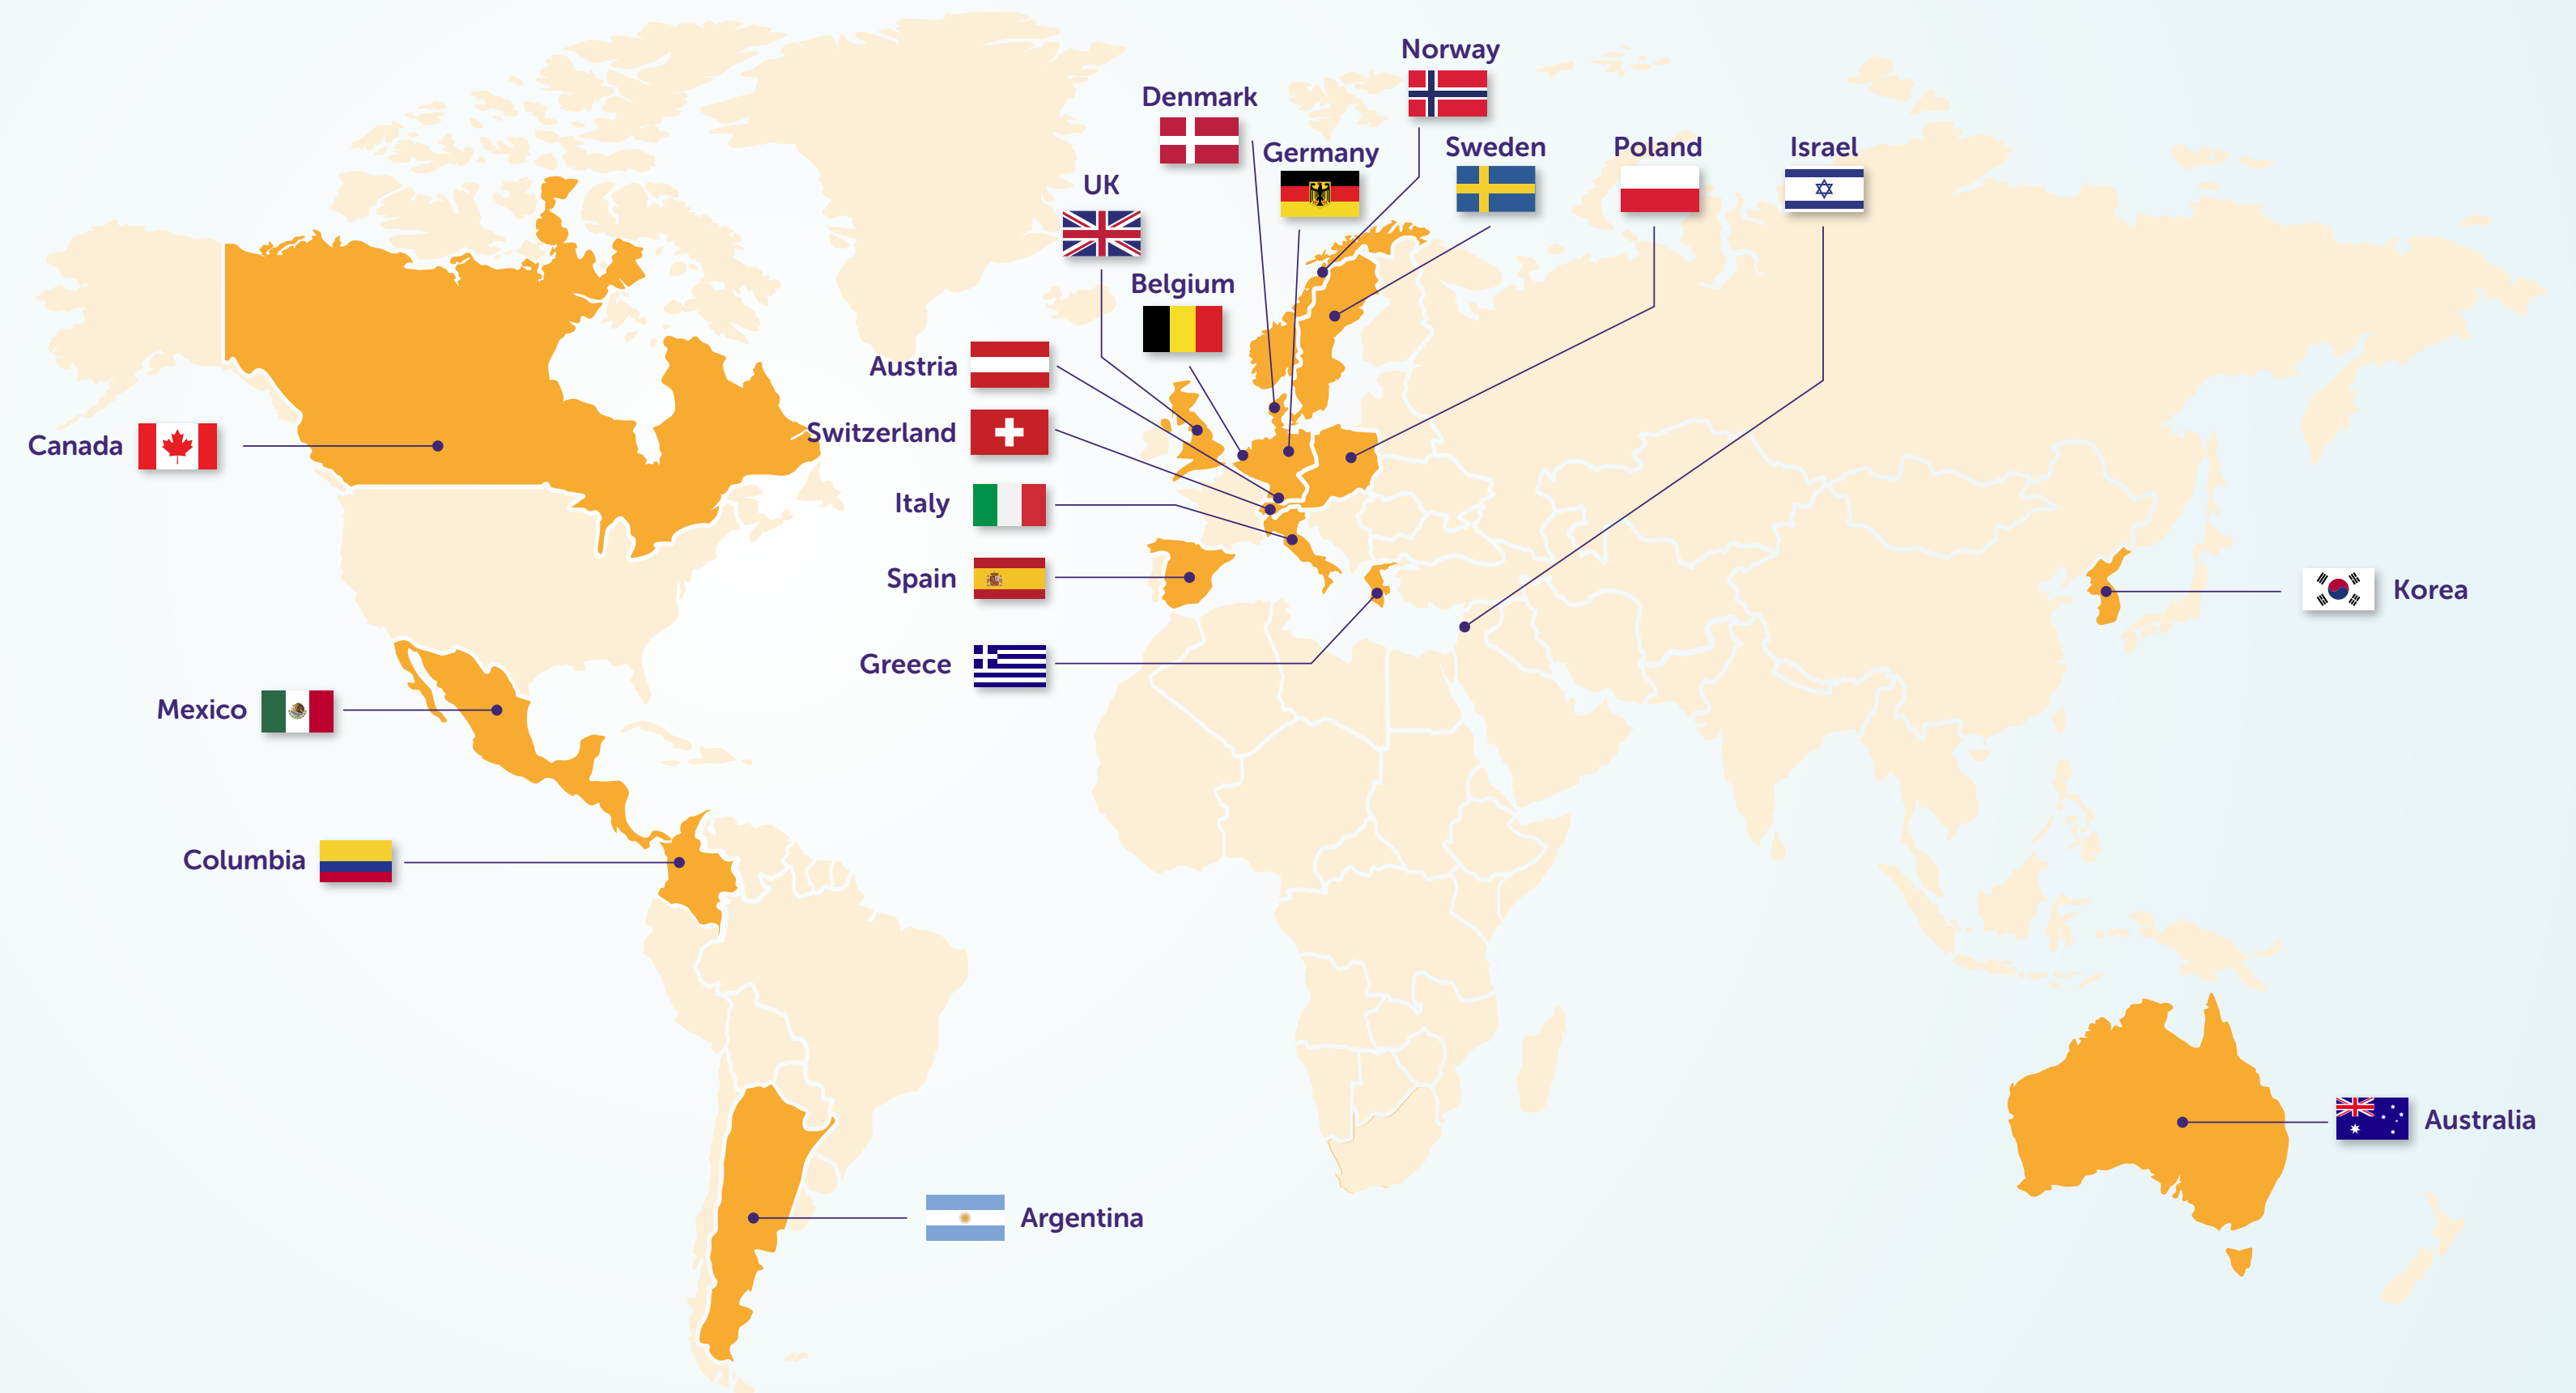 Norway
Denmark
Germany
Sweden
Poland
Israel
UK
Belgium
Austria
Switzerland
Canada
Italy
Spain
Korea
Greece
Mexico
Columbia
Australia
Argentina